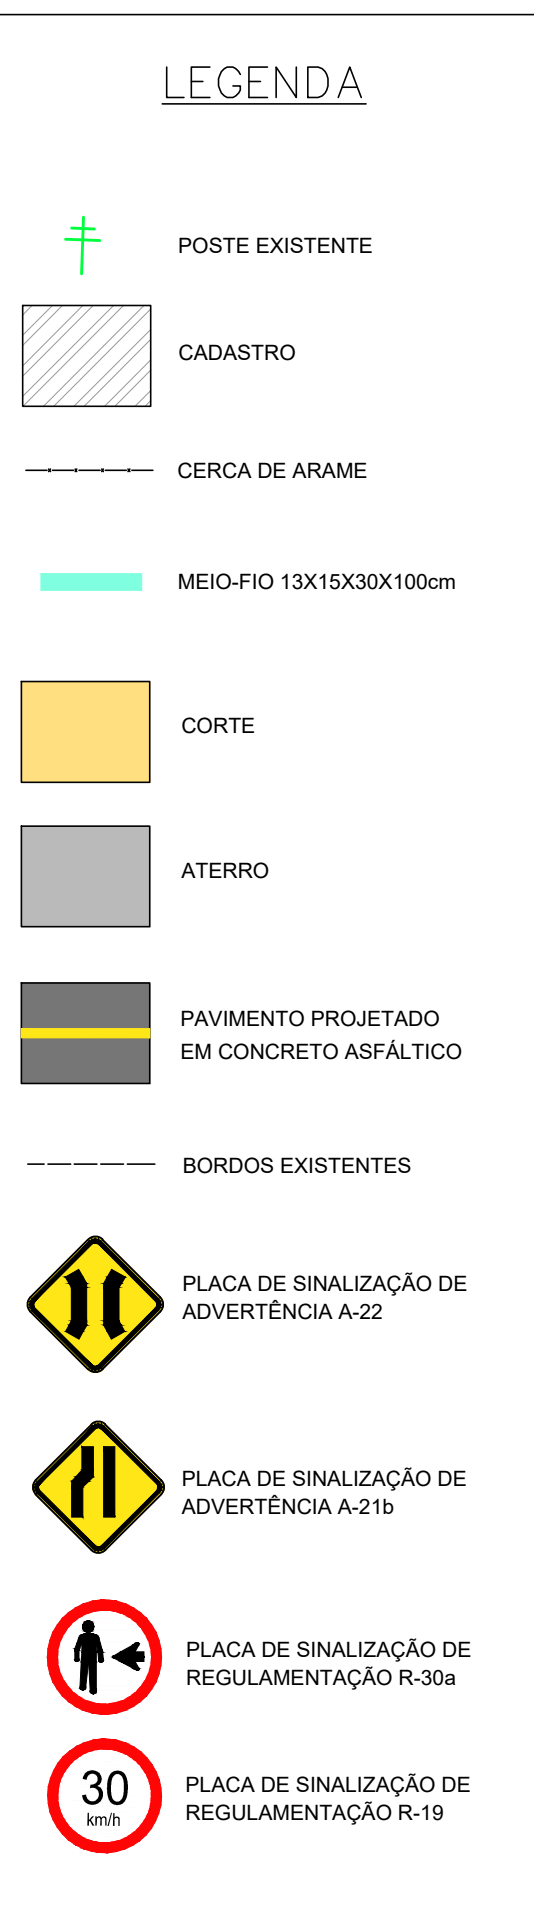 LEGENDA
POSTE EXISTENTE
CADASTRO
CERCA DE ARAME
MEIO-FIO 13X15X30X100cm
CORTE
ATERRO
PAVIMENTO PROJETADO
EM CONCRETO ASFÁLTICO
BORDOS EXISTENTES
PLACA DE SINALIZAÇÃO DE
ADVERTÊNCIA A-22
PLACA DE SINALIZAÇÃO DE
ADVERTÊNCIA A-21b
PLACA DE SINALIZAÇÃO DE
REGULAMENTAÇÃO R-30a
30
km/h
PLACA DE SINALIZAÇÃO DE
REGULAMENTAÇÃO R-19